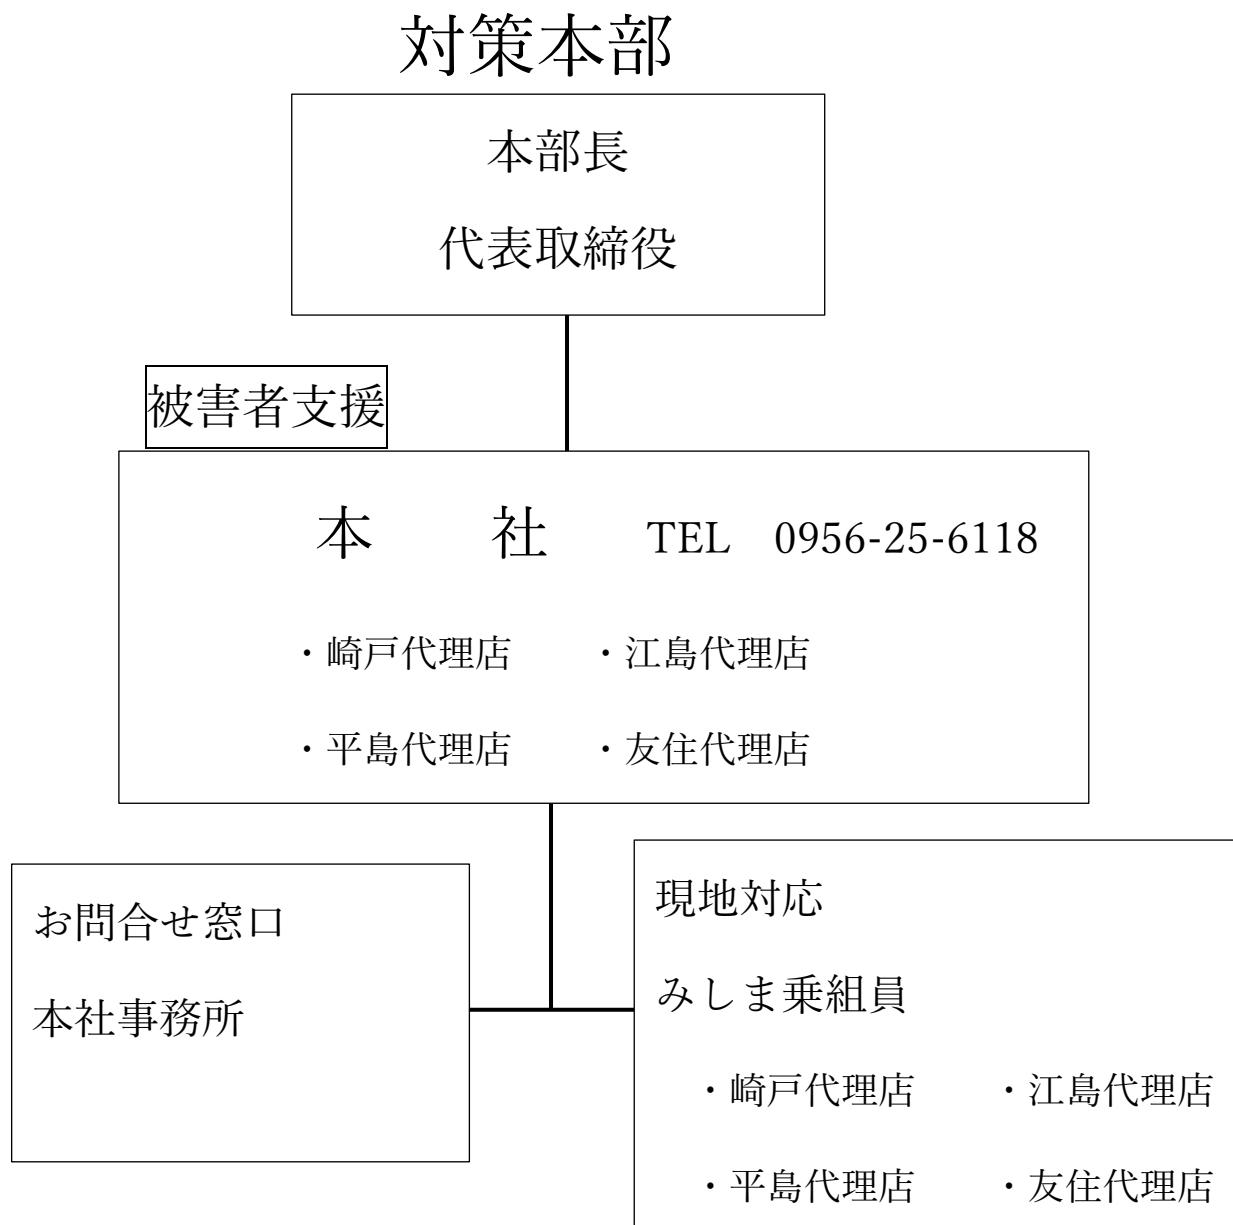 対策本部
本部長
代表取締役
被害者支援
本　　社　　TEL　0956-25-6118
・崎戸代理店　　・江島代理店
・平島代理店　　・友住代理店
お問合せ窓口
本社事務所
現地対応
みしま乗組員
・崎戸代理店　　・江島代理店
・平島代理店　　・友住代理店